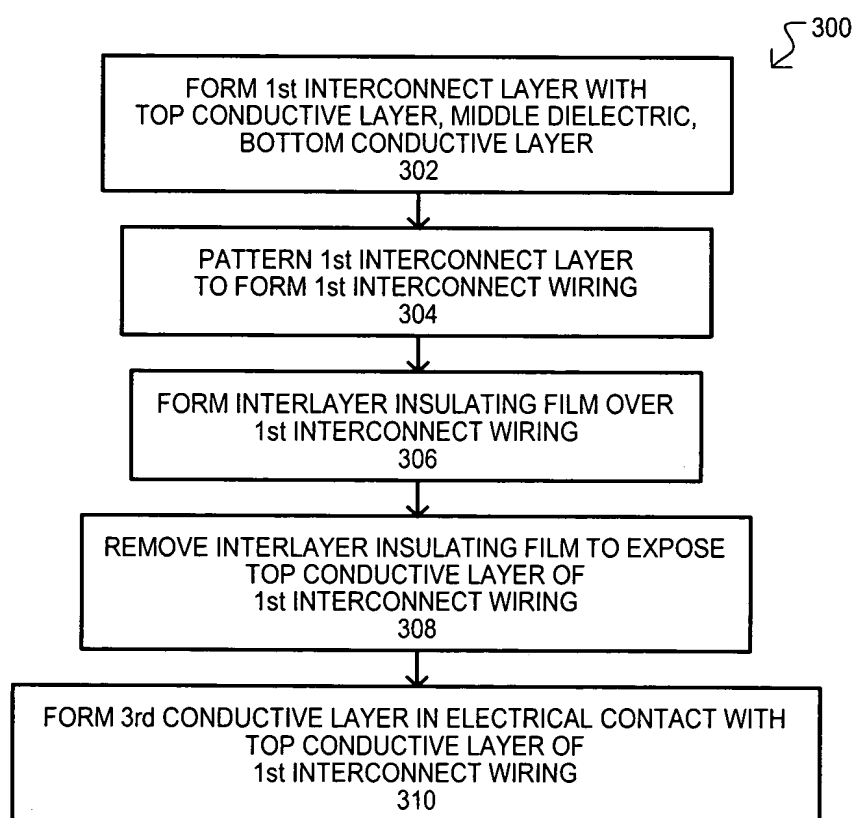 300
FORM 1st INTERCONNECT LAYER WITH
TOP CONDUCTIVE LAYER, MIDDLE DIELECTRIC,
BOTTOM CONDUCTIVE LAYER
302
PATTERN 1st INTERCONNECT LAYER
TO FORM 1st INTERCONNECT WIRING
304
FORM INTERLAYER INSULATING FILM OVER
1st INTERCONNECT WIRING
306
REMOVE INTERLAYER INSULATING FILM TO EXPOSE
TOP CONDUCTIVE LAYER OF
1st INTERCONNECT WIRING
308
FORM 3rd CONDUCTIVE LAYER IN ELECTRICAL CONTACT WITH
TOP CONDUCTIVE LAYER OF
1st INTERCONNECT WIRING
310